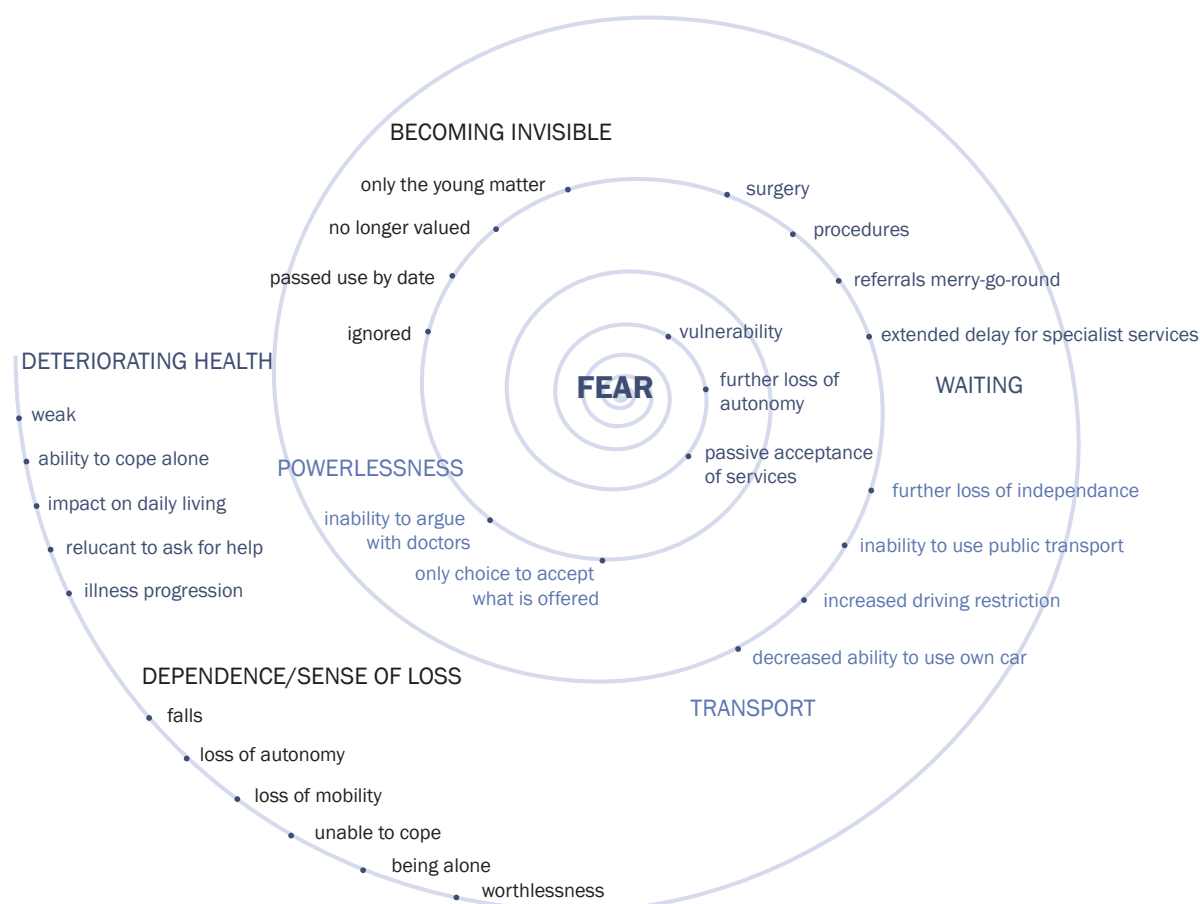 BECOMING INVISIBLE
only the young matter
no longer valued
passed use by date
ignored
surgery
procedures
referrals merry-go-round
extended delay for specialist services
WAITING
vulnerability
FEAR
further loss of
autonomy
passive acceptance
of services
DETERIORATING HEALTH
weak
ability to cope alone
impact on daily living
relucant to ask for help
illness progression
POWERLESSNESS
inability to argue
with doctors
only choice to accept
what is offered
further loss of independance
inability to use public transport
increased driving restriction
decreased ability to use own car
TRANSPORT
DEPENDENCE/SENSE OF LOSS
falls
loss of autonomy
loss of mobility
unable to cope
being alone
worthlessness